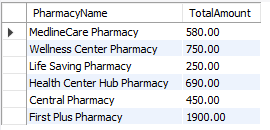 PharmacyName TotalAmount
MedlineCare Pharmacy 580.00
Wellness Center Pharmacy 750.00
Life Saving Pharmacy 250.00
Health Center Hub Pharmacy 690.00
Central Pharmacy 450.00
First Plus Pharmacy 1900.00